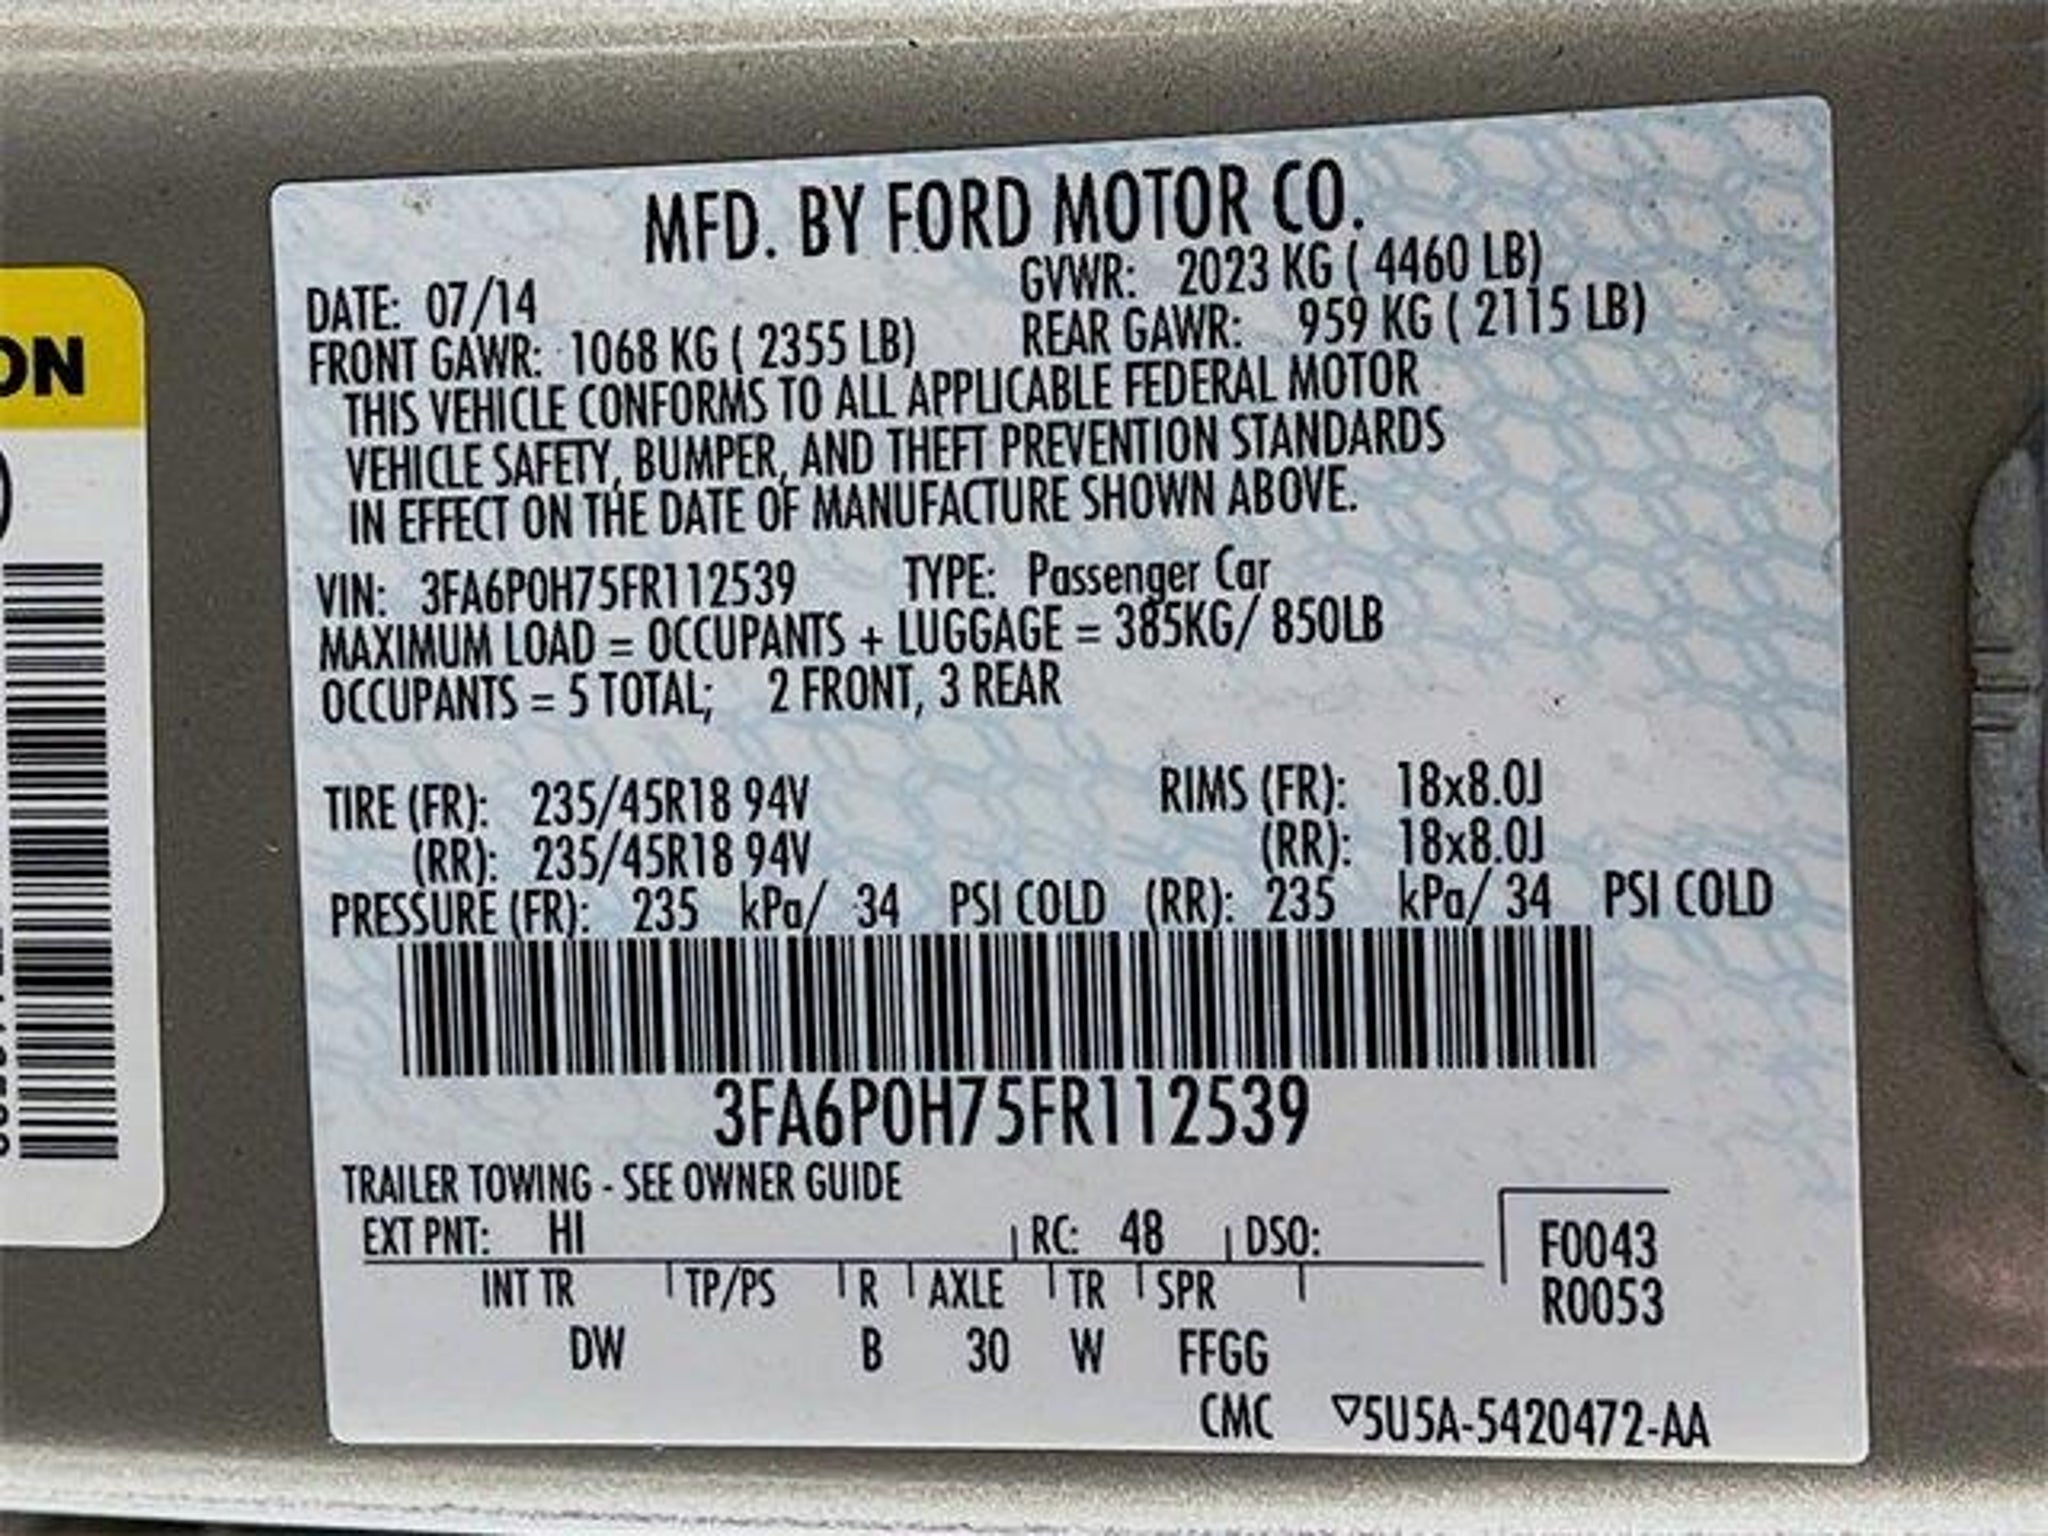 MFD. BY FORD MOTOR CO.
DATE: 07/14 GVWR: 2023 KG ( 4460 LB)
FRONT GAWR: 1068 KG ( 2355 LB) REAR GAWR: 959 KG ( 2115 LB)
THIS VEHICLE CONFORMS TO ALL APPLICABLE FEDERAL MOTOR
VEHICLE SAFETY, BUMPER, AND THEFT PREVENTION STANDARDS
IN EFFECT ON THE DATE OF MANUFACTURE SHOWN ABOVE.
VIN: 3FA6P0H75FR112539 TYPE: Passenger Car
MAXIMUM LOAD = OCCUPANTS + LUGGAGE = 385KG/ 850LB
OCCUPANTS = 5 TOTAL; 2 FRONT, 3 REAR
TIRE (FR): 235/45R18 94V RIMS (FR): 18x8.0J
(RR): 235/45R18 94V (RR): 18x8.0J
PRESSURE (FR): 235 kPa/ 34 PSI COLD (RR): 235 kPa/ 34 PSI COLD
3FA6P0H75FR112539
TRAILER TOWING - SEE OWNER GUIDE
EXT PNT: HI RC: 48 DSO: F0043
INT TR TP/PS R AXLE TR SPR R0053
DW B 30 W FFGG
CMC ▽5U5A-5420472-AA
ON